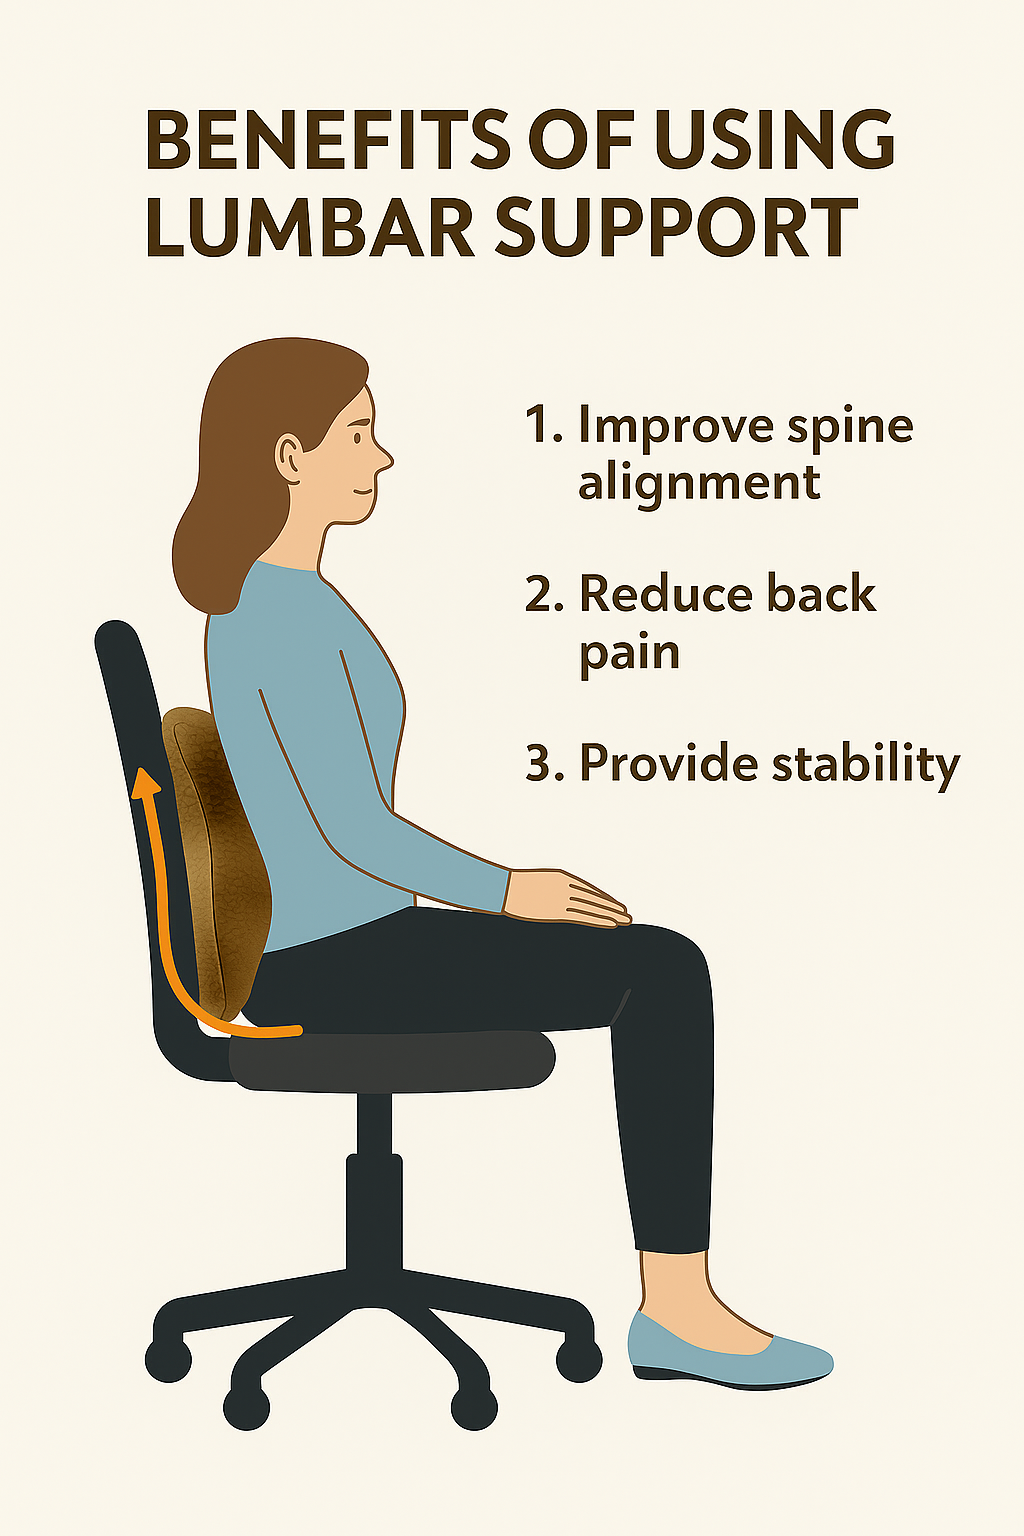 BENEFITS OF USING
LUMBAR SUPPORT
1. Improve spine
alignment
2. Reduce back
pain
3. Provide stability